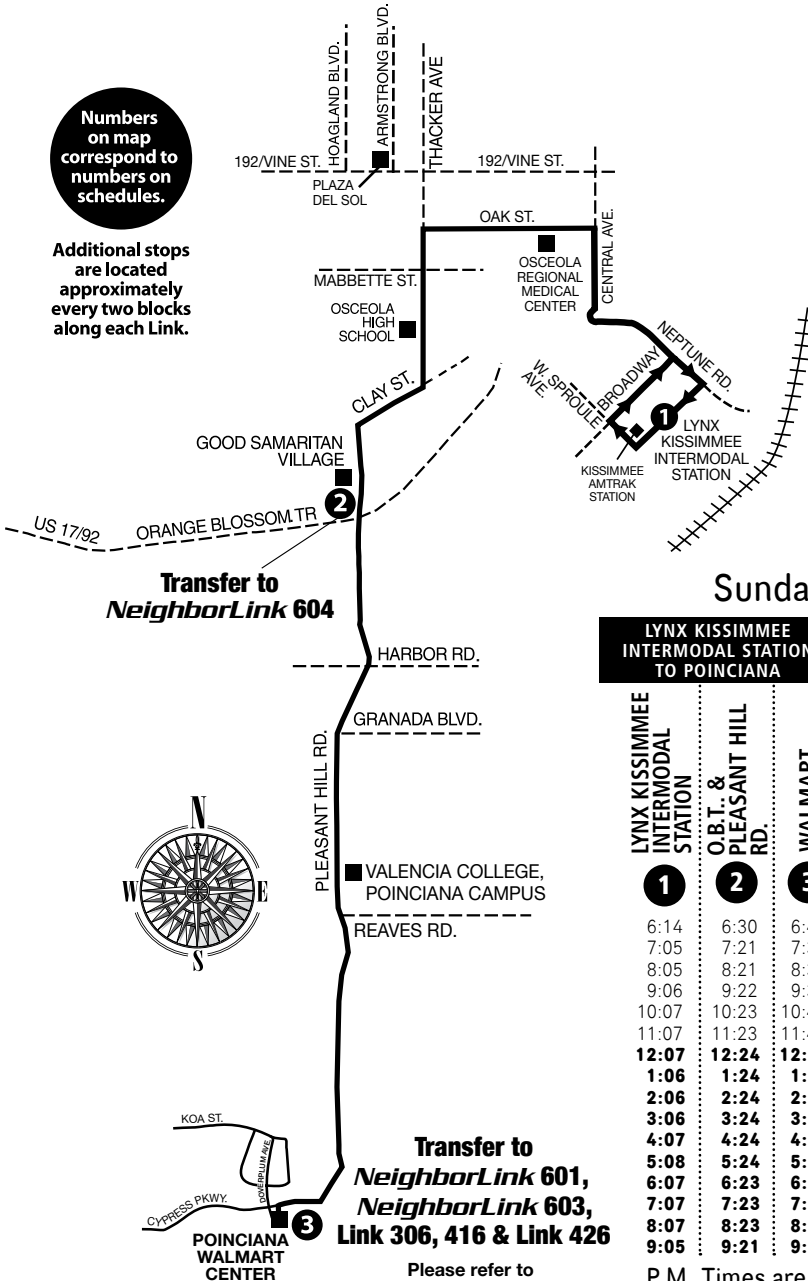 Numbers
on map
correspond to
numbers on
schedules.
Additional stops
are located
approximately
every two blocks
along each Link.
HOAGLAND BLVD.
ARMSTRONG BLVD.
THACKER AVE
192/VINE ST.
192/VINE ST.
PLAZA
DEL SOL
OAK ST.
CENTRAL AVE.
OSCEOLA
REGIONAL
MEDICAL
CENTER
MABBETTE ST.
OSCEOLA
HIGH
SCHOOL
CLAY ST.
NEPTUNE RD.
BROADWAY
W. SPROULE
AVE.
1
LYNX
KISSIMMEE
INTERMODAL
STATION
KISSIMMEE
AMTRAK
STATION
GOOD SAMARITAN
VILLAGE
2
US 17/92
ORANGE BLOSSOM TR
Transfer to
NeighborLink 604
HARBOR RD.
GRANADA BLVD.
PLEASANT HILL RD.
N
W
E
S
VALENCIA COLLEGE,
POINCIANA CAMPUS
REAVES RD.
KOA ST.
DOVERPLUM AVE.
CYPRESS PKWY.
3
POINCIANA
WALMART
CENTER
Transfer to
NeighborLink 601,
NeighborLink 603,
Link 306, 416 & Link 426
Please refer to
LYNX KISSIMMEE
INTERMODAL STATION
TO POINCIANA
LYNX KISSIMMEE
INTERMODAL
STATION
O.B.T.. &
PLEASANT HILL
RD.
WALMART
1 2 3
6:14 6:30
7:05 7:21
8:05 8:21
9:06 9:22
10:07 10:23
11:07 11:23
12:07 12:24
1:06 1:24
2:06 2:24
3:06 3:24
4:07 4:24
5:08 5:24
6:07 6:23
7:07 7:23
8:07 8:23
9:05 9:21
P.M. Times are